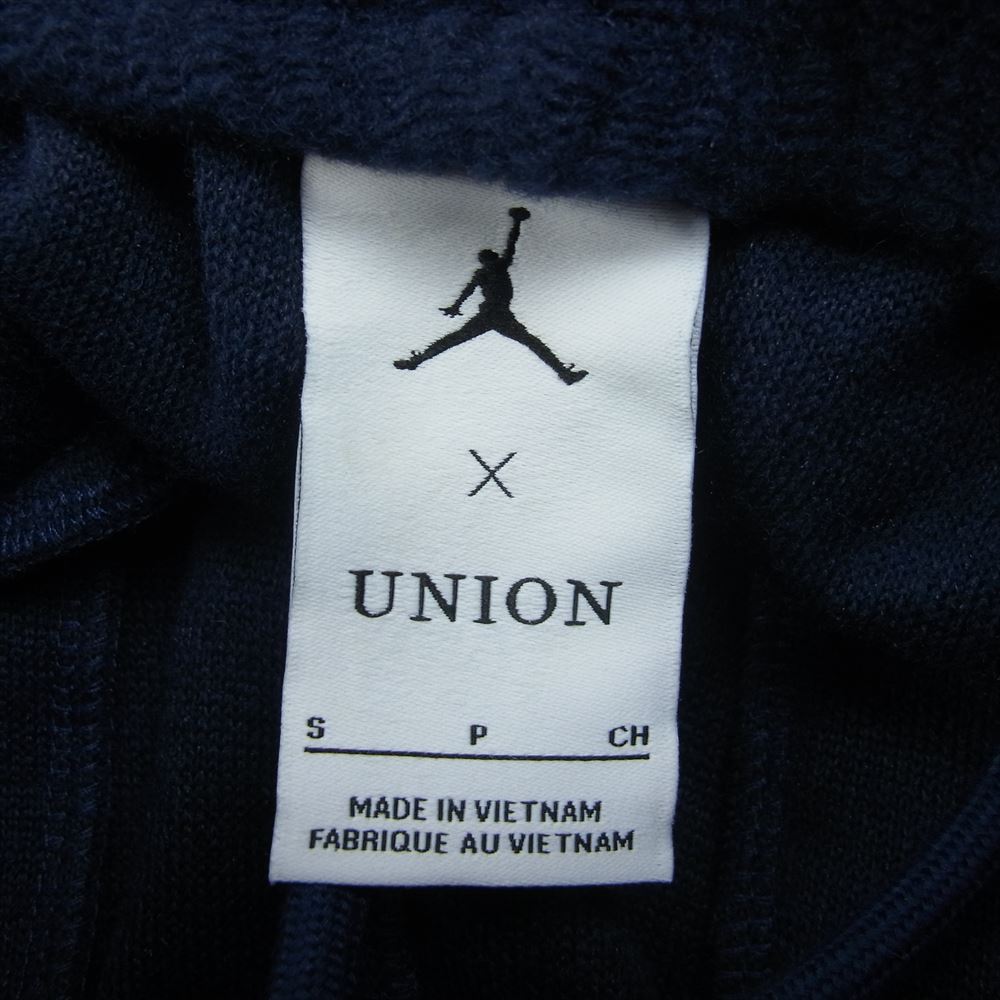 X
UNION
S P CH
MADE IN VIETNAM
FABRIQUE AU VIETNAM